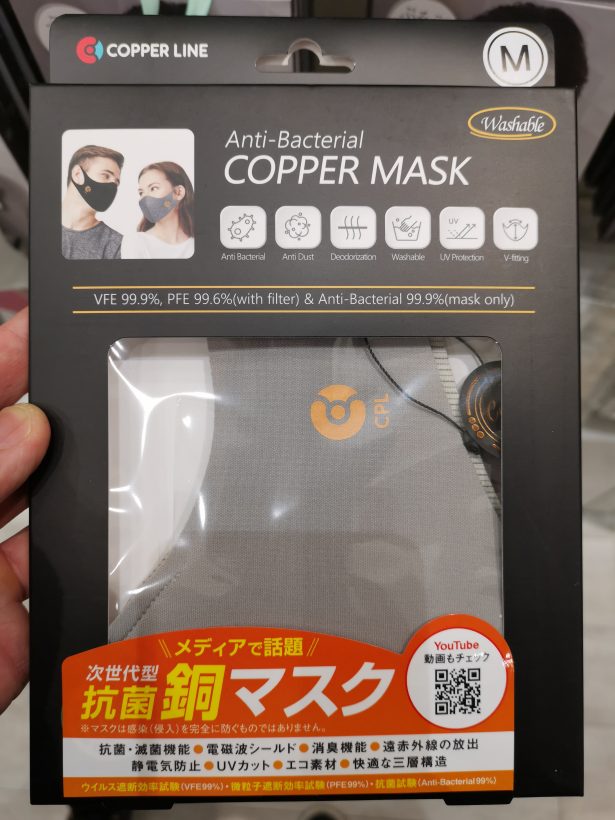 COPPER LINE
M
Washable
Anti-Bacterial
COPPER MASK
Anti Bacterial
Anti Dust
Deodorization
Washable
UV
UV Protection
V-fitting
VFE 99.9%, PFE 99.6%(with filter) & Anti-Bacterial 99.9%(mask only)
CPL
メディアで話題
次世代型
抗菌銅マスク
※マスクは感染(侵入)を完全に防ぐものではありません。
YouTube
動画もチェック
抗菌・滅菌機能●電磁波シールド●消臭機能●遠赤外線の放出
静電気防止●UVカット●エコ素材●快適な三層構造
ウイルス遮断効率試験(VFE99%)・微粒子遮断効率試験(PFE99%)・抗菌試験(Anti-Bacterial99%)